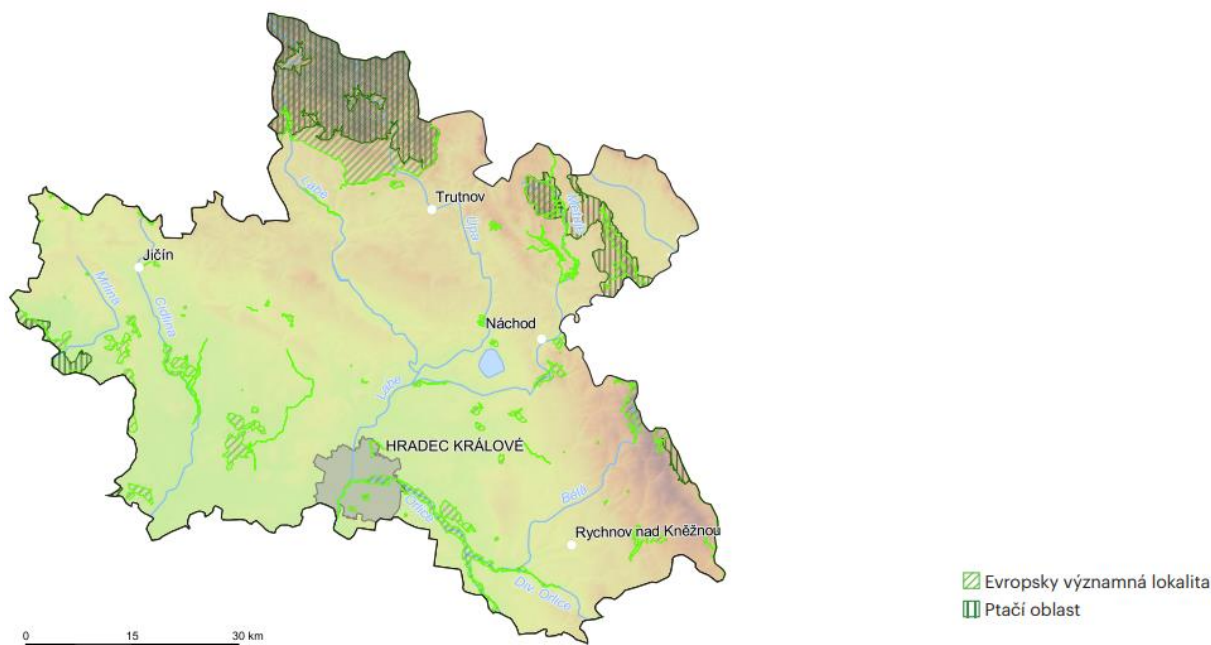 Labe
Trutnov
Úpa
Metuje
Jičín
Mrlina
Cidlina
Náchod
Labe
HRADEC KRÁLOVÉ
Orlice
Bělá
Rychnov nad Kněžnou
Div. Orlice
Evropsky významná lokalita
Ptačí oblast
0 15 30 km